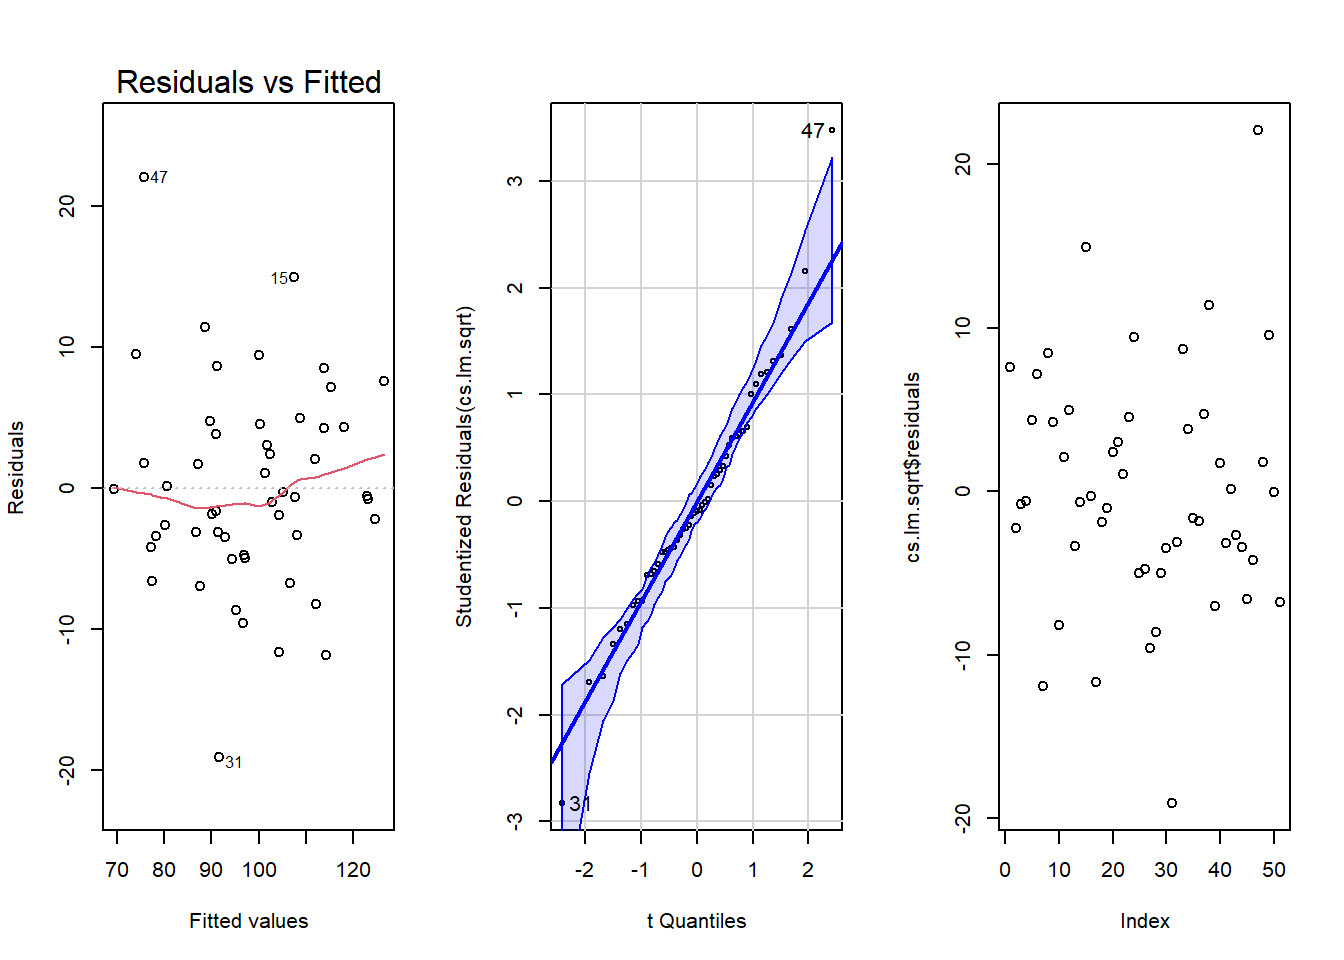 Residuals vs Fitted
Residuals
20
10
0
-10
-20
47
15
31
70 80 90 100 120
Fitted values
Studentized Residuals(cs.lm.sqrt)
3
2
1
0
-1
-2
-3
47
31
-2 -1 0 1 2
t Quantiles
cs.lm.sqrt$residuals
20
10
0
-10
-20
0 10 20 30 40 50
Index